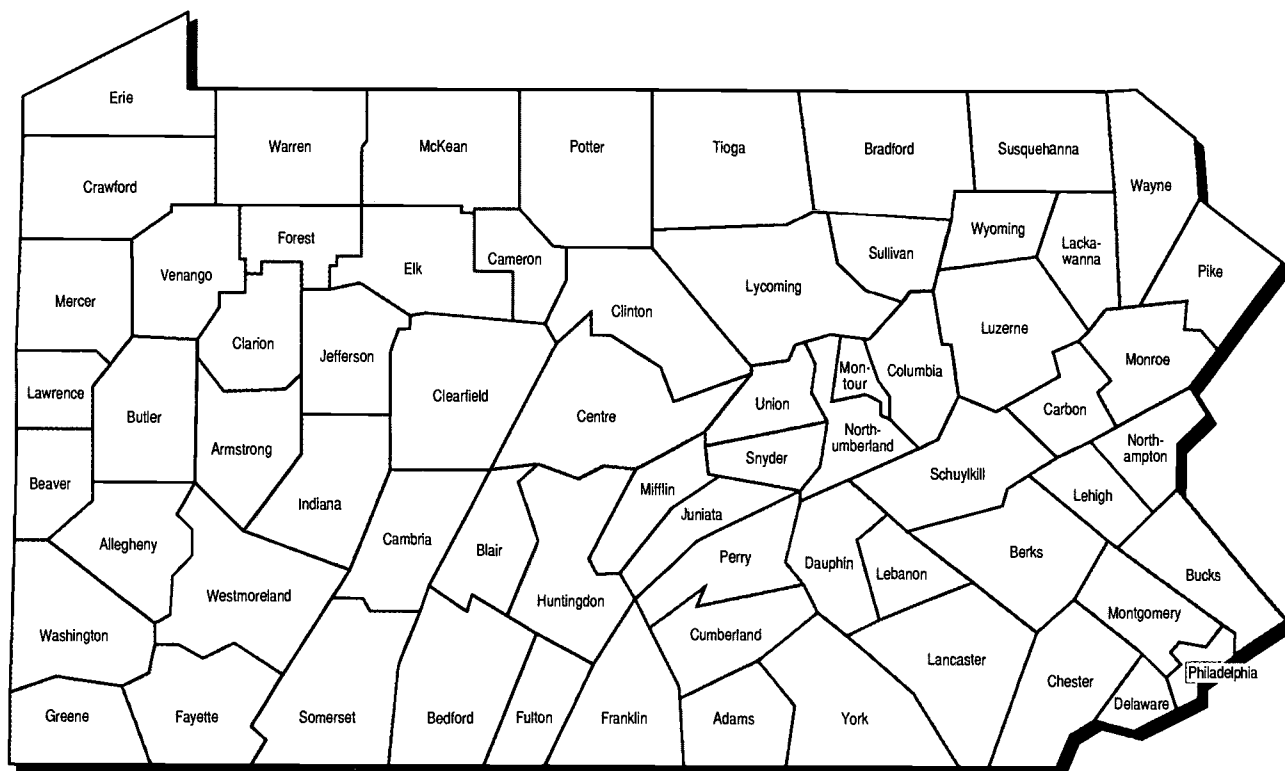 Erie
Warren
McKean
Potter
Tioga
Bradford
Susquehanna
Wayne
Crawford
Forest
Elk
Cameron
Sullivan
Wyoming
Lacka-
wanna
Pike
Venango
Mercer
Clinton
Lycoming
Luzerne
Clarion
Jefferson
Monroe
Lawrence
Butler
Clearfield
Centre
Union
Mon-
tour
Columbia
Carbon
Armstrong
Snyder
North-
umberland
North-
ampton
Beaver
Indiana
Mifflin
Schuylkill
Lehigh
Juniata
Allegheny
Cambria
Blair
Perry
Dauphin
Lebanon
Berks
Bucks
Westmoreland
Huntingdon
Washington
Cumberland
Montgomery
Lancaster
Philadelphia
Chester
Greene
Fayette
Somerset
Bedford
Fulton
Franklin
Adams
York
Delaware